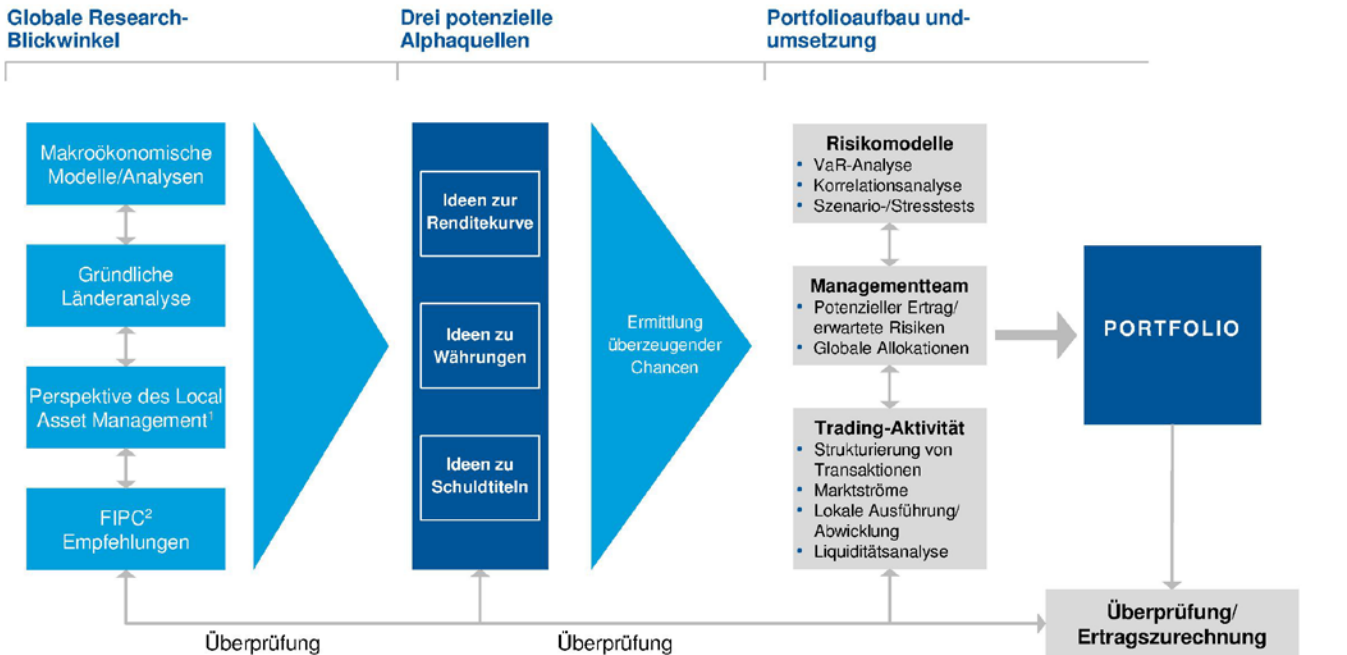 Globale Research-
Blickwinkel
Drei potenzielle
Alphaquellen
Portfolioaufbau und-
umsetzung
Makroökonomische
Modelle/Analysen
Gründliche
Länderanalyse
Perspektive des Local
Asset Management¹
FIPC²
Empfehlungen
Ideen zur
Renditekurve
Ideen zu
Währungen
Ideen zu
Schuldtiteln
Ermittlung
überzeugender
Chancen
Risikomodelle
• VaR-Analyse
• Korrelationsanalyse
• Szenario-/Stresstests
Managementteam
• Potenzieller Ertrag/
erwartete Risiken
• Globale Allokationen
Trading-Aktivität
• Strukturierung von
Transaktionen
• Marktströme
• Lokale Ausführung/
Abwicklung
• Liquiditätsanalyse
PORTFOLIO
Überprüfung
Überprüfung
Überprüfung/
Ertragszurechnung